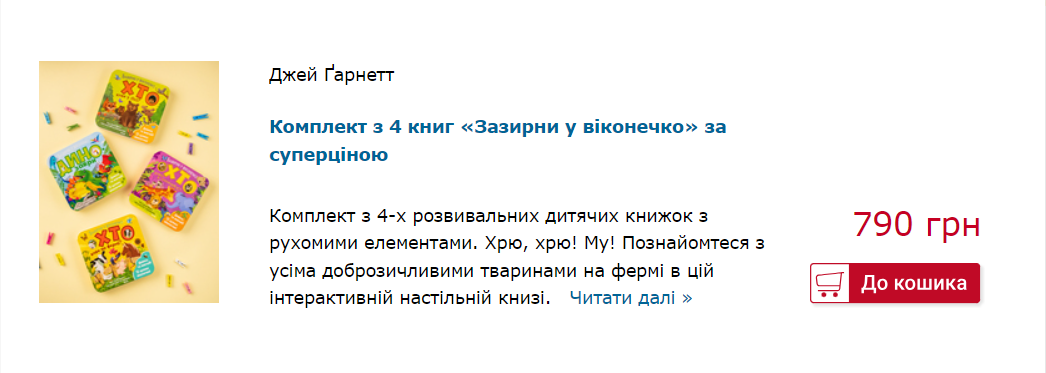 Джей Ґарнетт
Комплект з 4 книг «Зазирни у віконечко» за
суперціною
Комплект з 4-х розвивальних дитячих книжок з
рухомими елементами. Хрю, хрю! Му! Познайомтеся з
усіма доброзичливими тваринами на фермі в цій
інтерактивній настільній книзі. Читати далі »
790 грн
До кошика
ХТО
ДИНО
ХТО
ХТО